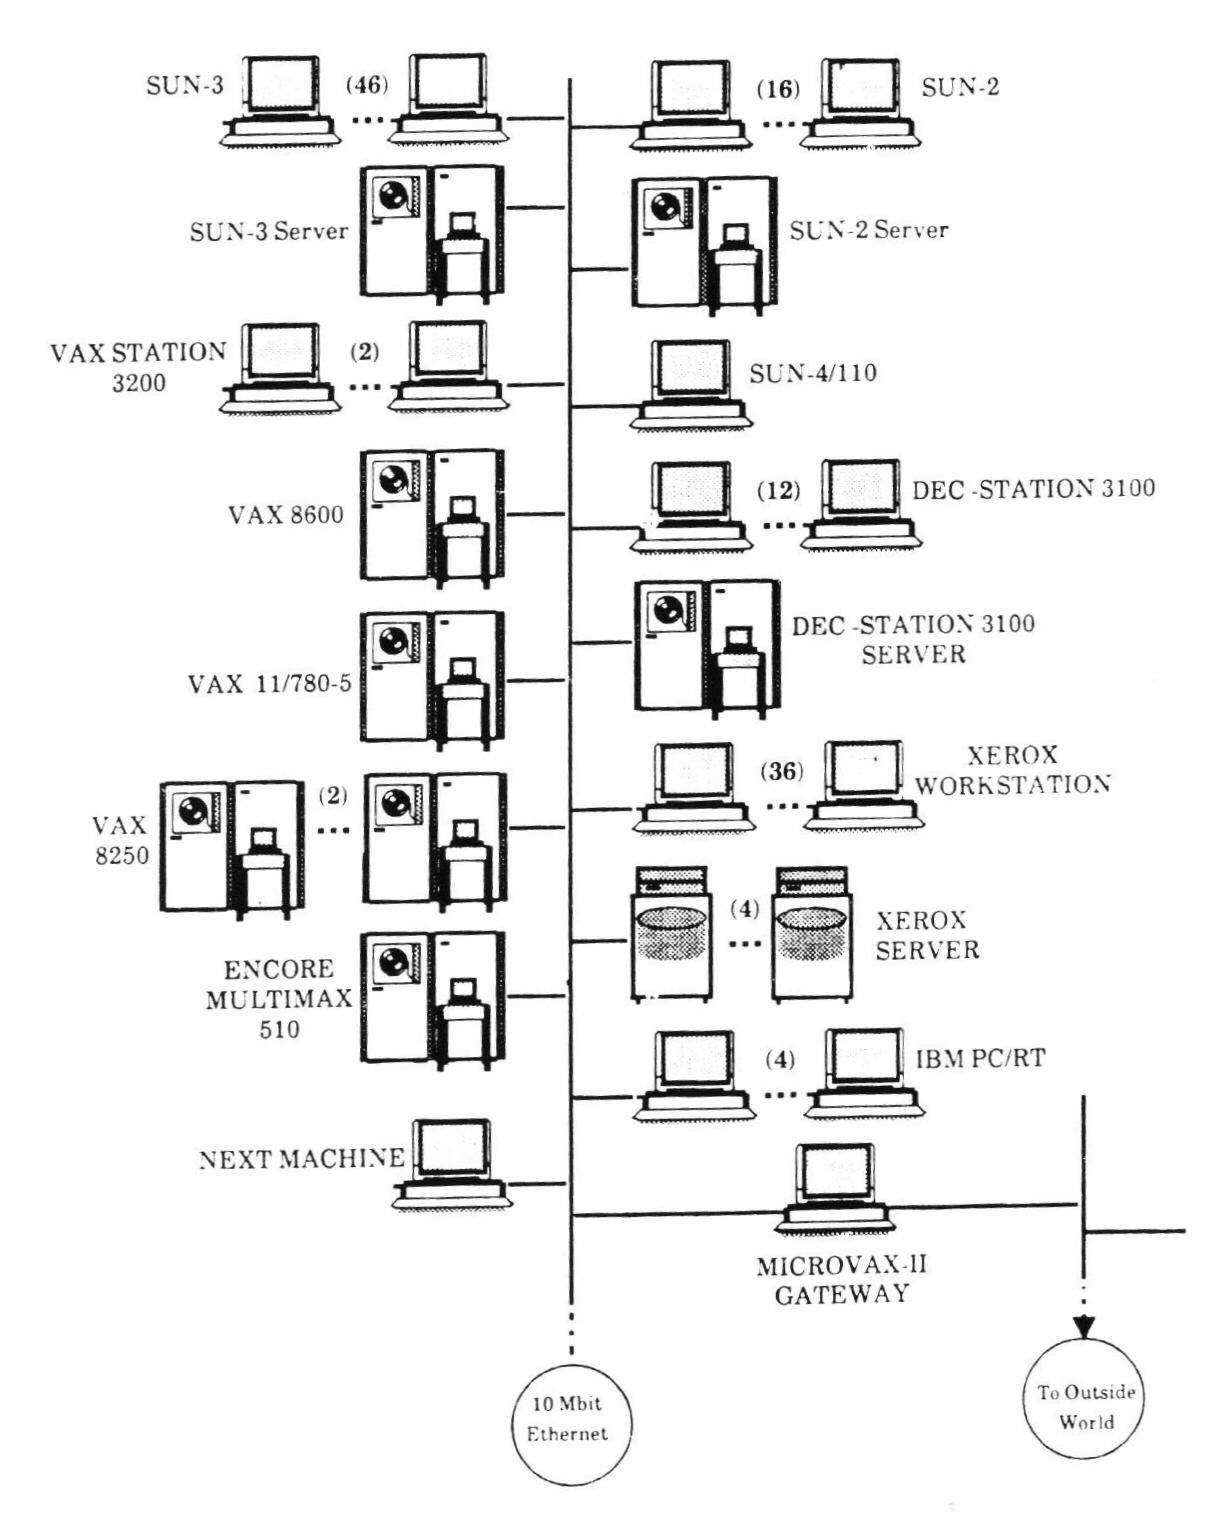 SUN-3
(46)
(16)
SUN-2
SUN-3 Server
SUN-2 Server
VAX STATION
3200
(2)
SUN-4/110
VAX 8600
(12)
DEC -STATION 3100
VAX 11/780-5
DEC -STATION 3100
SERVER
VAX
8250
(2)
(36)
XEROX
WORKSTATION
ENCORE
MULTIMAX
510
(4)
XEROX
SERVER
(4)
IBM PC/RT
NEXT MACHINE
MICROVAX-II
GATEWAY
10 Mbit
Ethernet
To Outside
World